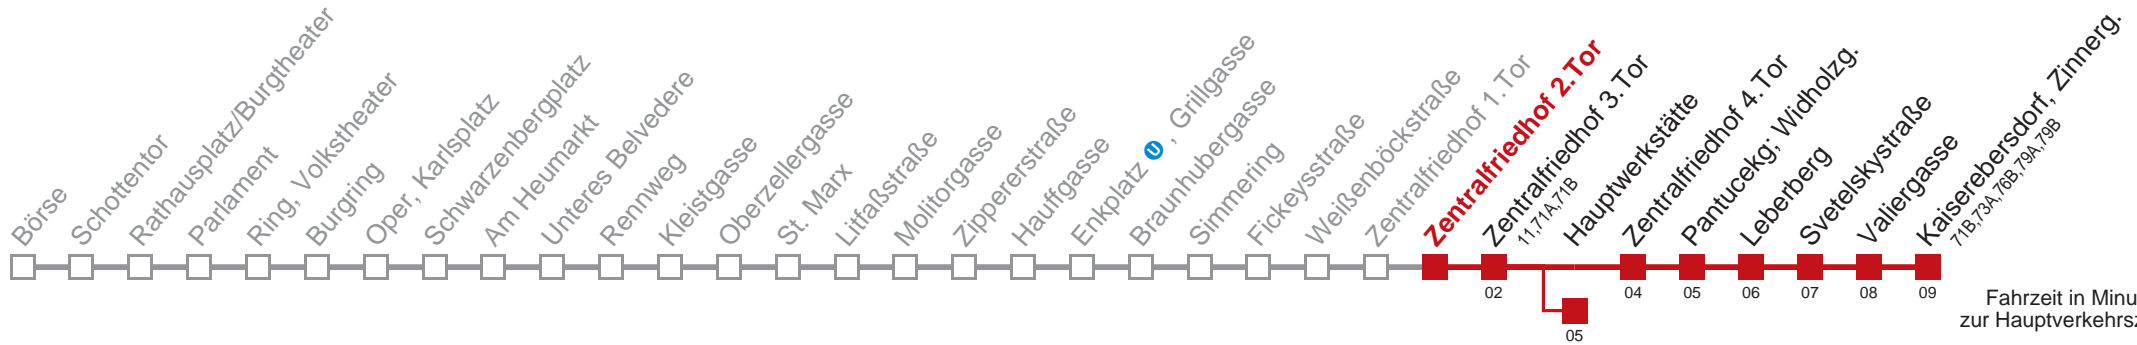 Börse
Schottentor
Rathausplatz/Burgtheater
Parlament
Ring, Volkstheater
Burgring
Oper, Karlsplatz
Schwarzenbergplatz
Am Heumarkt
Unteres Belvedere
Rennweg
Kleistgasse
Oberzellergasse
St. Marx
Litfaßstraße
Molitorgasse
Zippererstraße
Hauffgasse
Enkplatz U , Grillgasse
Braunhubergasse
Simmering
Fickeysstraße
Weißenböckstraße
Zentralfriedhof 1.Tor
Zentralfriedhof 2.Tor
Zentralfriedhof 3.Tor
11,71A,71B
Hauptwerkstätte
Zentralfriedhof 4.Tor
Pantucekg; Widholzg.
Leberberg
Svetelskystraße
Valiergasse
Kaiserebersdorf, Zinnerg.
71B,73A,76B,79A,79B
02
04
05
06
07
08
09
05
Fahrzeit in Minu
zur Hauptverkehrsz